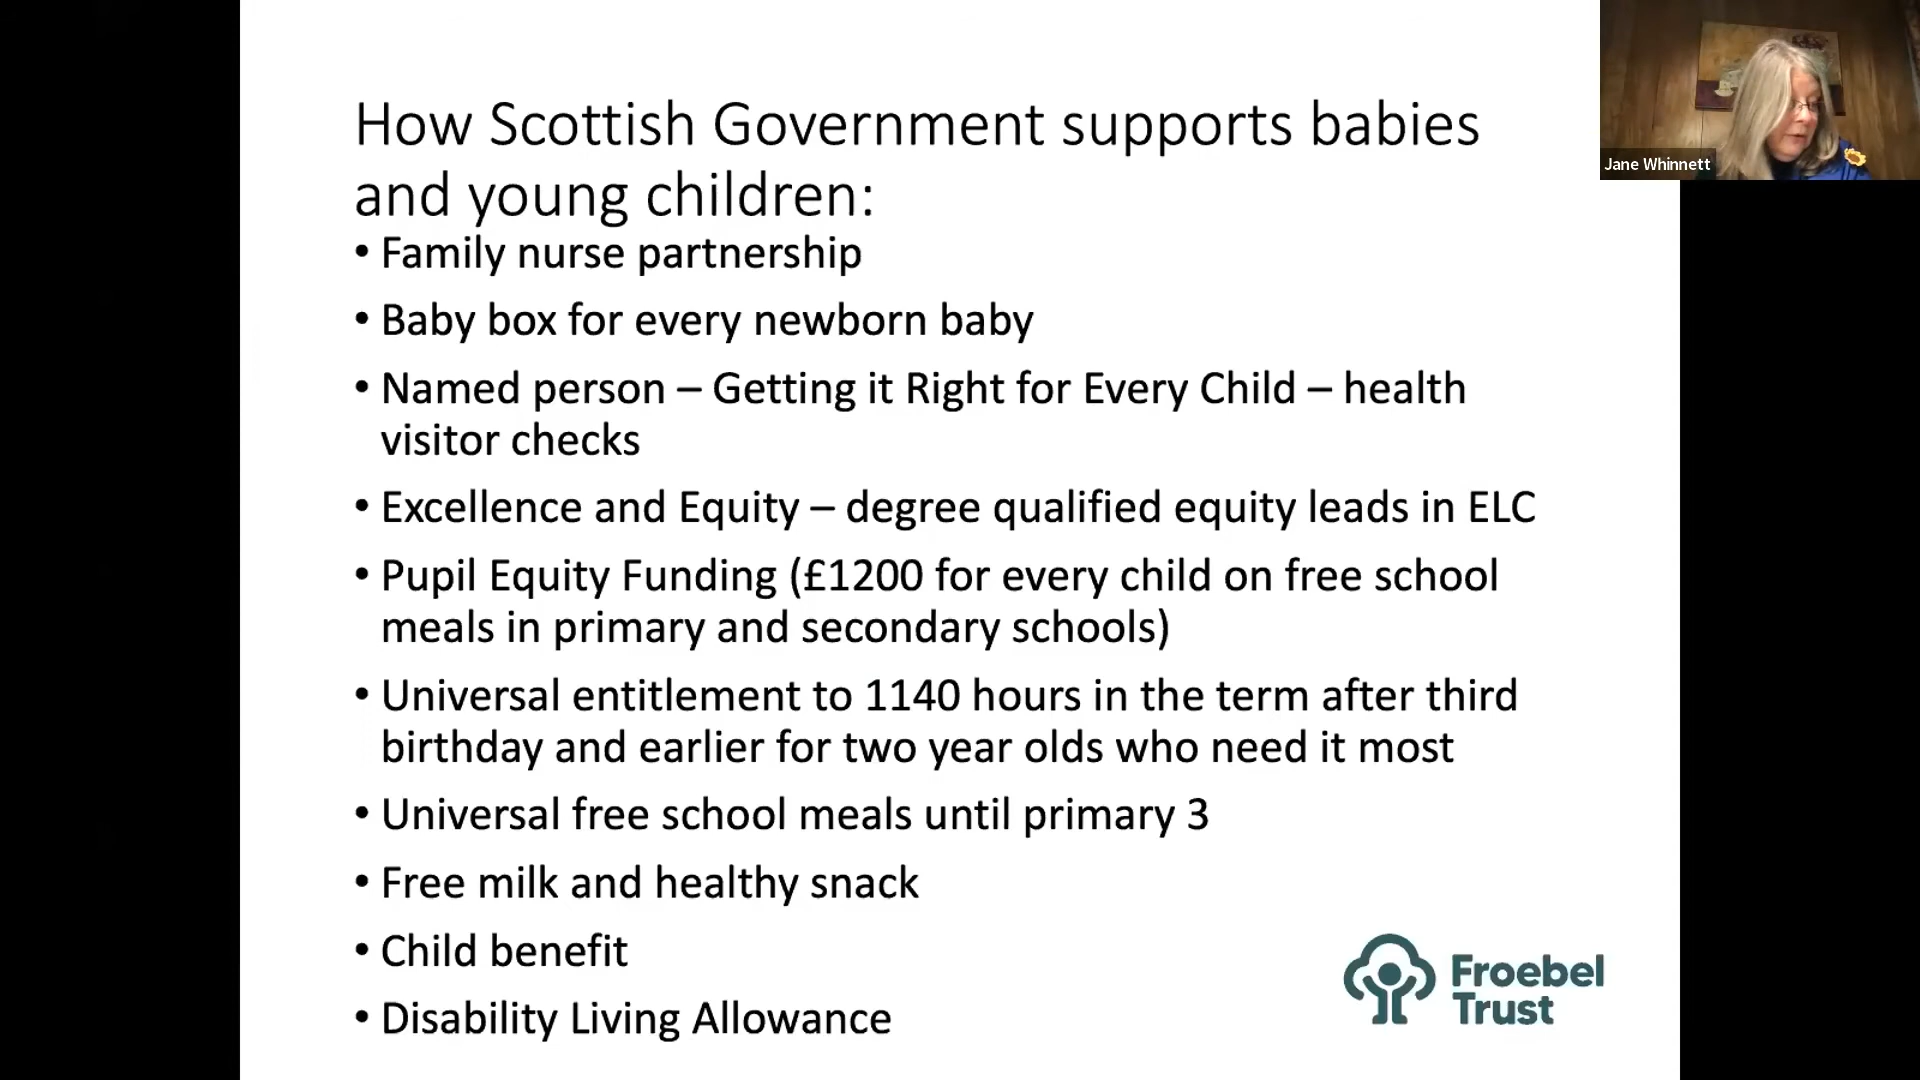 How Scottish Government supports babies
and young children:
• Family nurse partnership
• Baby box for every newborn baby
• Named person – Getting it Right for Every Child – health
visitor checks
• Excellence and Equity – degree qualified equity leads in ELC
• Pupil Equity Funding (£1200 for every child on free school
meals in primary and secondary schools)
• Universal entitlement to 1140 hours in the term after third
birthday and earlier for two year olds who need it most
• Universal free school meals until primary 3
• Free milk and healthy snack
• Child benefit
• Disability Living Allowance
Froebel
Trust
Jane Whinnett